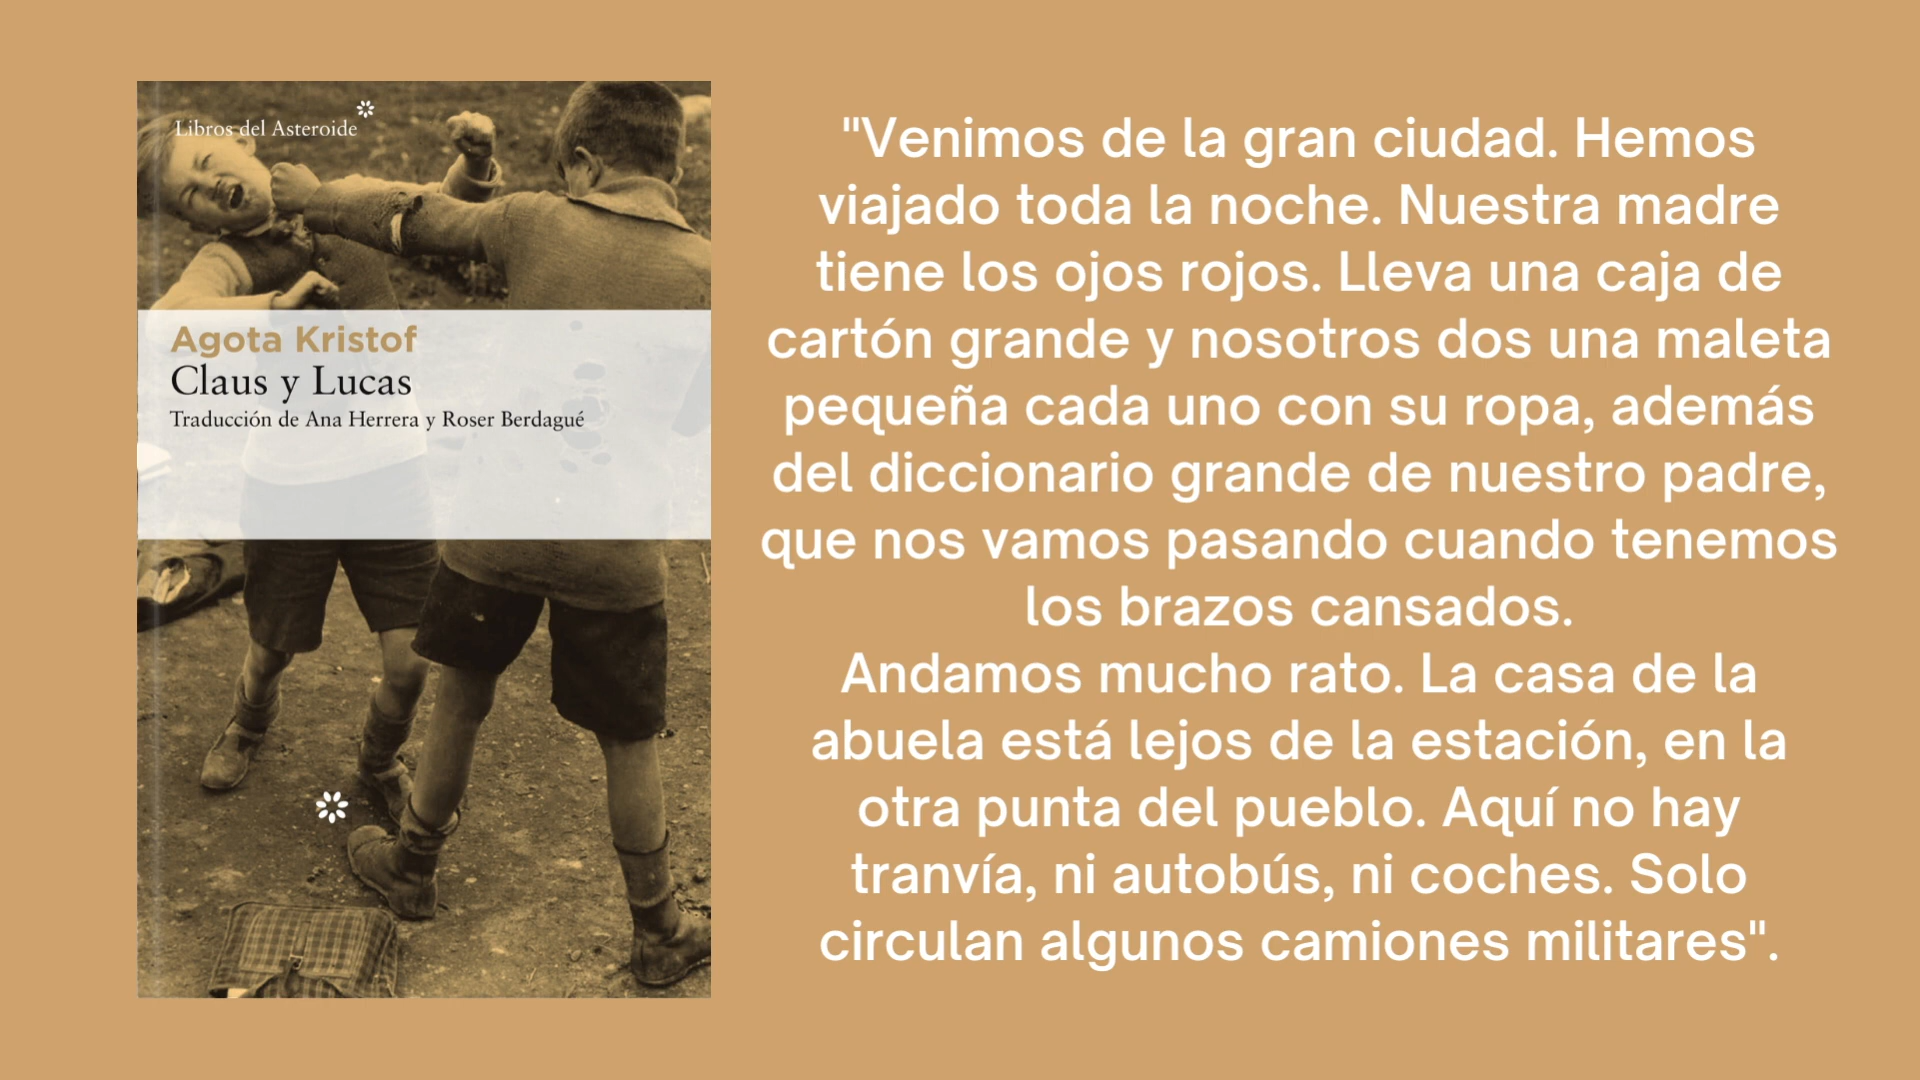 Libros del Asteroide
Agota Kristof
Claus y Lucas
Traducción de Ana Herrera y Roser Berdagué
"Venimos de la gran ciudad. Hemos
viajado toda la noche. Nuestra madre
tiene los ojos rojos. Lleva una caja de
cartón grande y nosotros dos una maleta
pequeña cada uno con su ropa, además
del diccionario grande de nuestro padre,
que nos vamos pasando cuando tenemos
los brazos cansados.
Andamos mucho rato. La casa de la
abuela está lejos de la estación, en la
otra punta del pueblo. Aquí no hay
tranvía, ni autobús, ni coches. Solo
circulan algunos camiones militares".